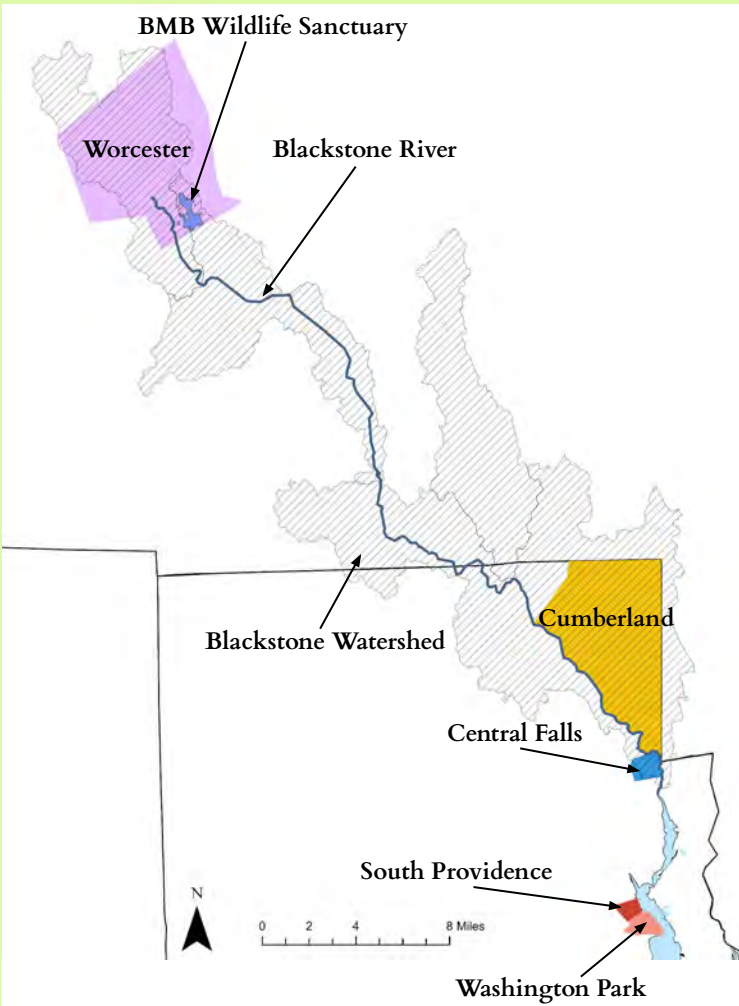 BMB Wildlife Sanctuary
Worcester
Blackstone River
Cumberland
Blackstone Watershed
Central Falls
South Providence
N
0 2 4 8 Miles
Washington Park